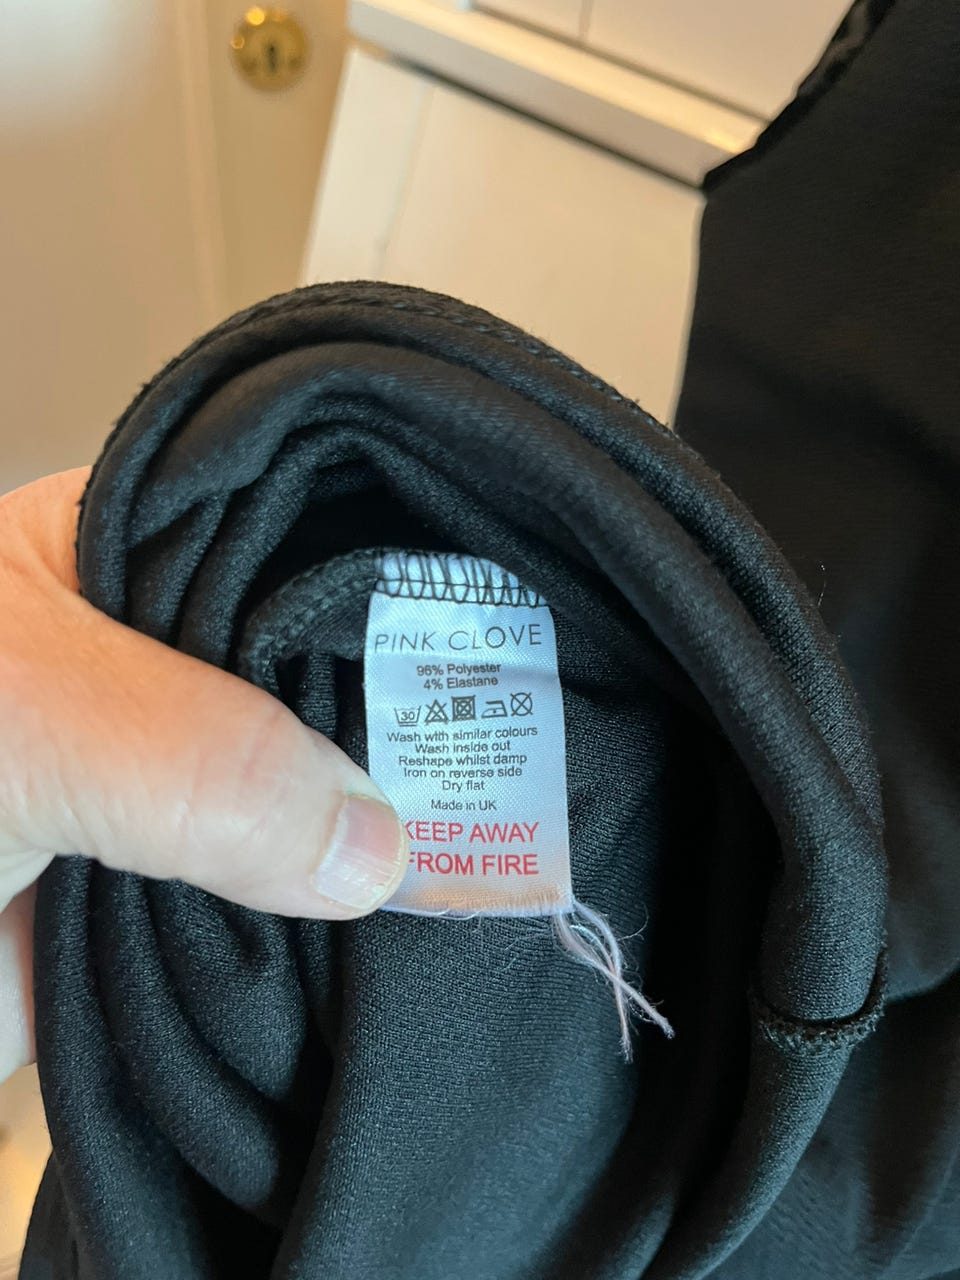 PINK CLOVE
96% Polyester
4% Elastane
30
Wash with similar colours
Wash inside out
Reshape whilst damp
Iron on reverse side
Dry flat
Made in UK
KEEP AWAY
FROM FIRE